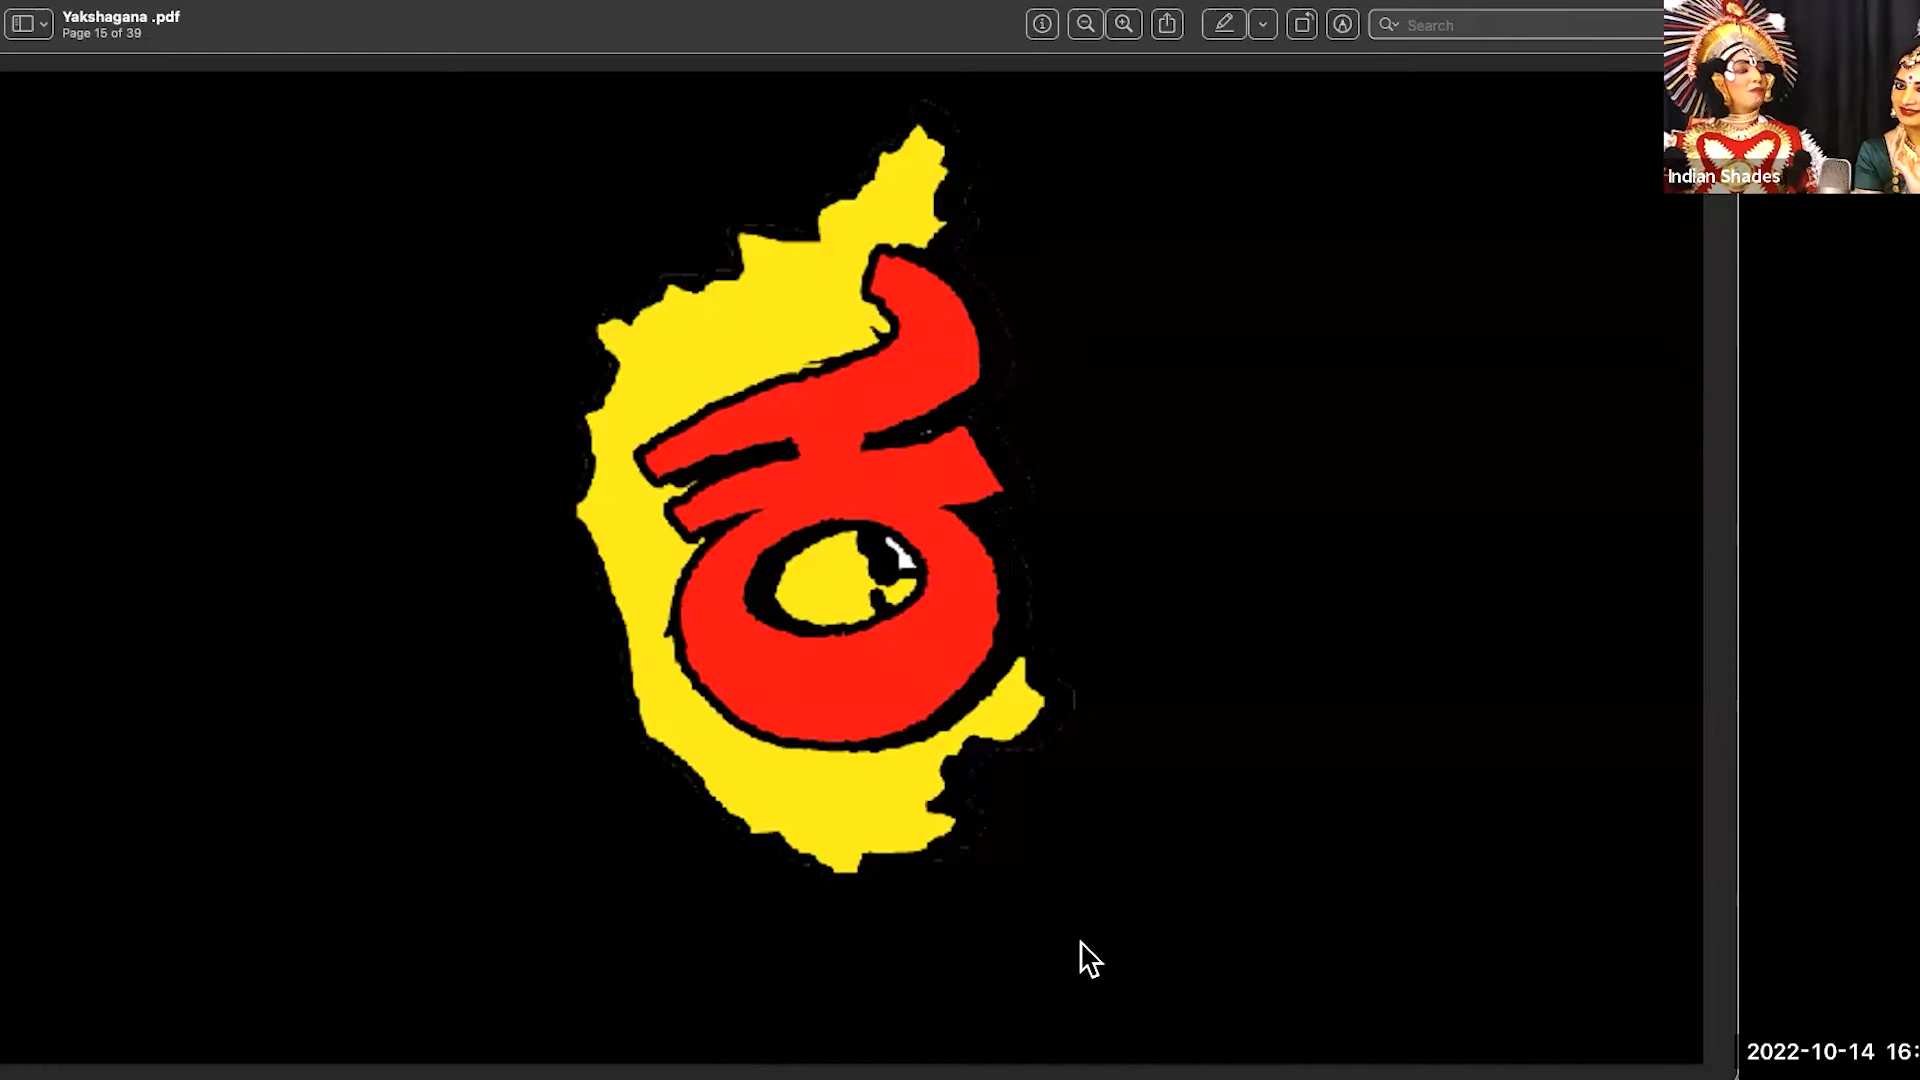 Yakshagana .pdf
Page 15 of 39
Search
Indian Shades
ಕ
2022-10-14 16: